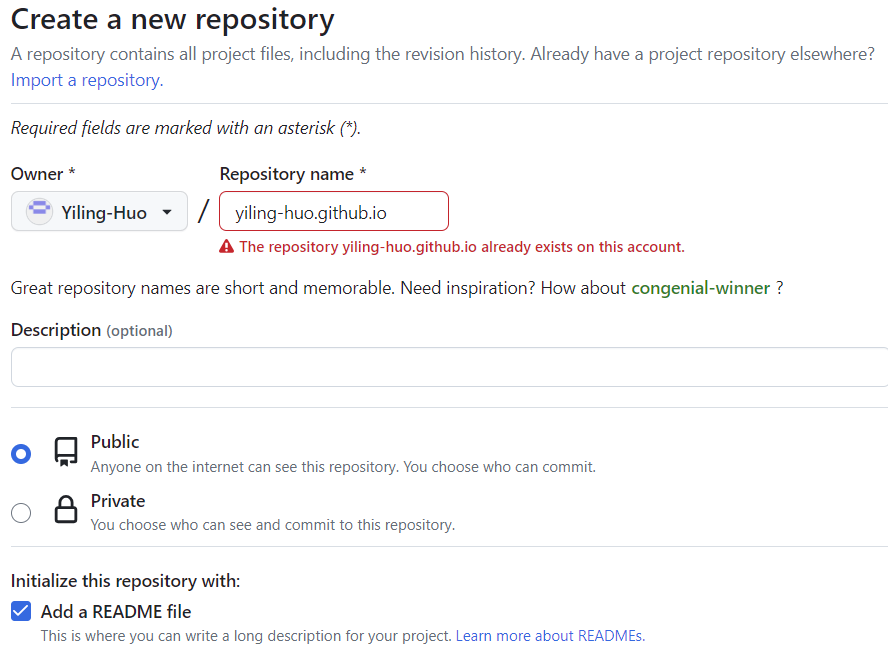 Create a new repository
A repository contains all project files, including the revision history. Already have a project repository elsewhere?
Import a repository.
Required fields are marked with an asterisk (*).
Owner * Repository name *
Yiling-Huo / yiling-huo.github.io
The repository yiling-huo.github.io already exists on this account.
Great repository names are short and memorable. Need inspiration? How about congenial-winner ?
Description (optional)
Public
Anyone on the internet can see this repository. You choose who can commit.
Private
You choose who can see and commit to this repository.
Initialize this repository with:
Add a README file
This is where you can write a long description for your project. Learn more about READMEs.